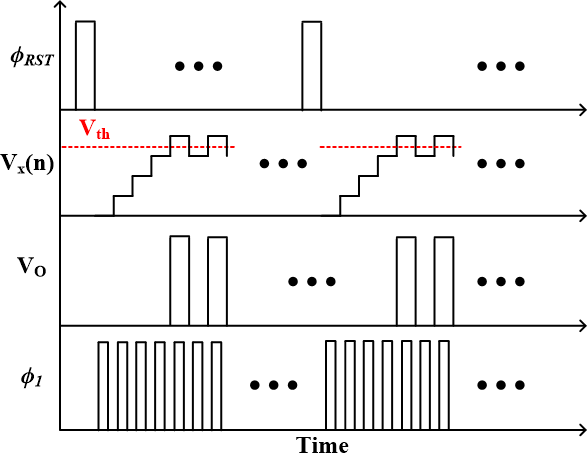 ϕRST
Vth
Vx(n)
VO
ϕ1
Time